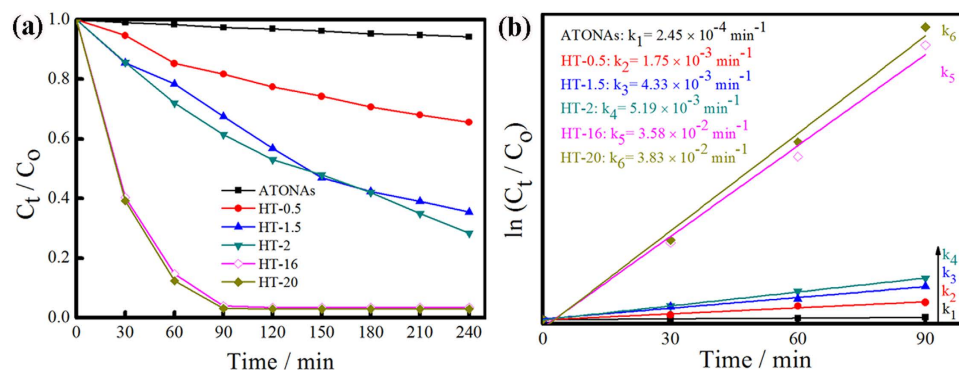 (a)
1.0
0.8
0.6
0.4
0.2
0.0
C_t / C_o
ATONAs
HT-0.5
HT-1.5
HT-2
HT-16
HT-20
0 30 60 90 120 150 180 210 240
Time / min
(b)
ln (C_t / C_o)
ATONAs: k₁= 2.45 × 10⁻⁴ min⁻¹
HT-0.5: k₂= 1.75 × 10⁻³ min⁻¹
HT-1.5: k₃= 4.33 × 10⁻³ min⁻¹
HT-2: k₄= 5.19 × 10⁻³ min⁻¹
HT-16: k₅= 3.58 × 10⁻² min⁻¹
HT-20: k₆= 3.83 × 10⁻² min⁻¹
k₆
k₅
k₄
k₃
k₂
k₁
0 30 60 90
Time / min